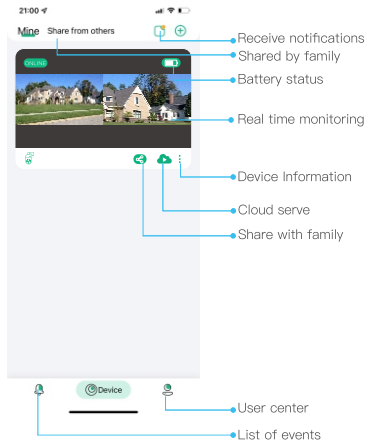 21:00
Mine Share from others
Receive notifications
Shared by family
ONLINE
Battery status
Real time monitoring
4G
Device Information
Cloud serve
Share with family
Device
User center
List of events